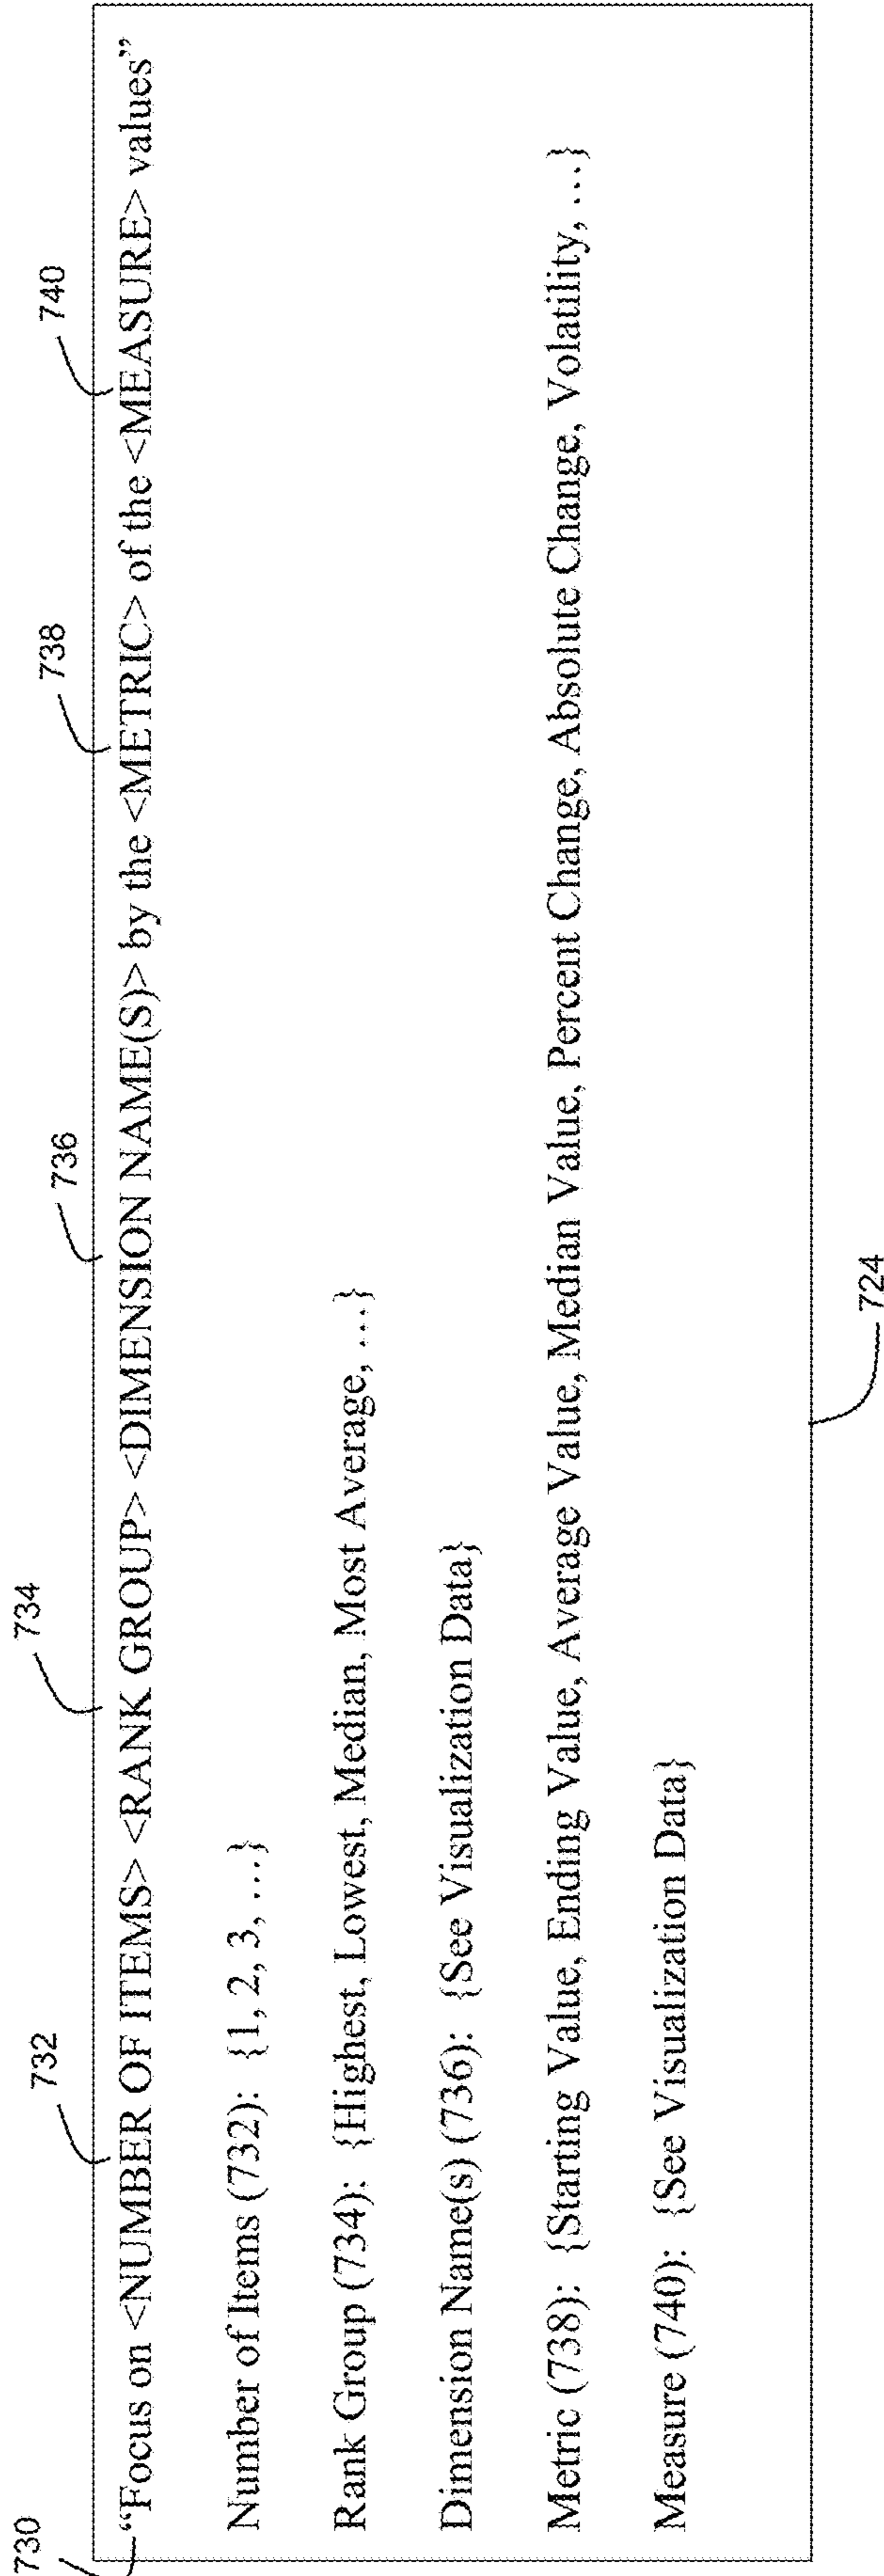 730
732
734
736
738
740
“Focus on <NUMBER OF ITEMS> <RANK GROUP> <DIMENSION NAME(S)> by the <METRIC> of the <MEASURE> values”
Number of Items (732): {1, 2, 3, …}
Rank Group (734): {Highest, Lowest, Median, Most Average, …}
Dimension Name(s) (736): {See Visualization Data}
Metric (738): {Starting Value, Ending Value, Average Value, Median Value, Percent Change, Absolute Change, Volatility, …}
Measure (740): {See Visualization Data}
724